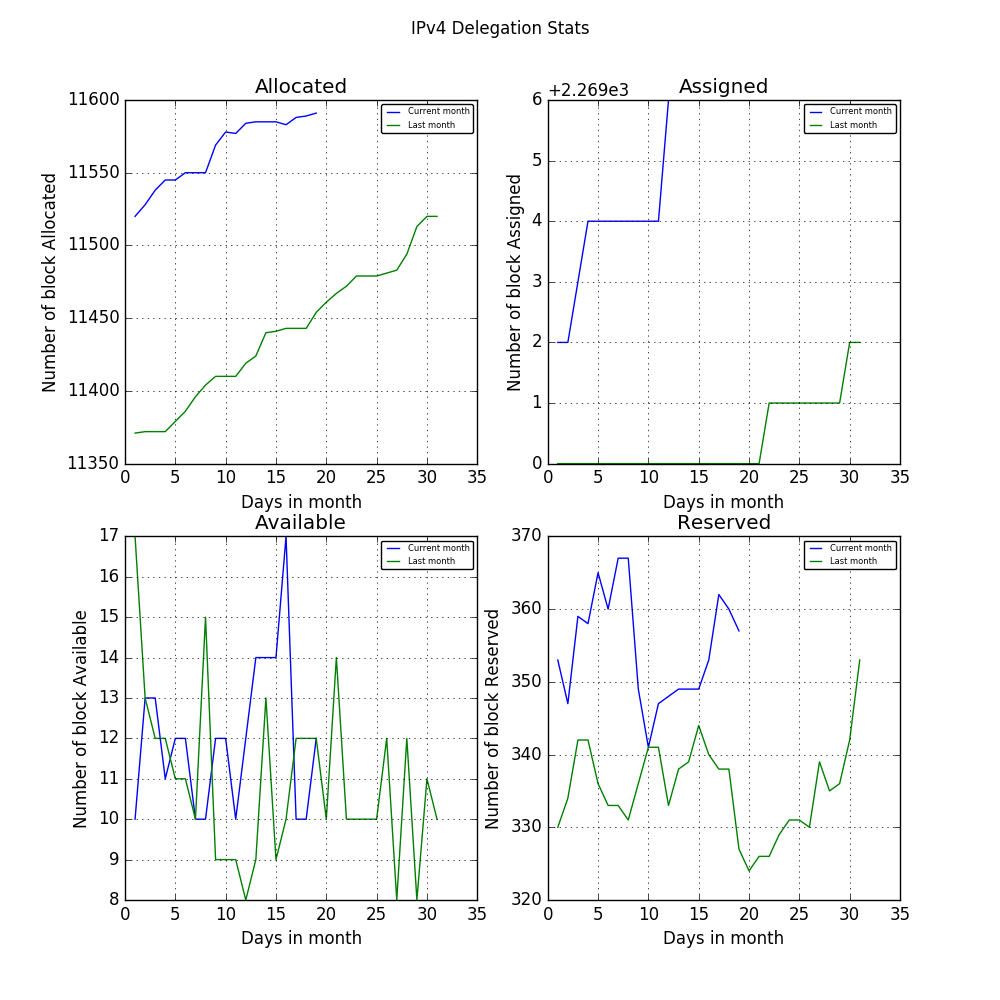 IPv4 Delegation Stats
Allocated
Number of block Allocated
11600
11550
11500
11450
11400
11350
0 5 10 15 20 25 30 35
Days in month
Current month
Last month
Assigned
+2.269e3
Number of block Assigned
6
5
4
3
2
1
0
0 5 10 15 20 25 30 35
Days in month
Current month
Last month
Available
Number of block Available
17
16
15
14
13
12
11
10
9
8
0 5 10 15 20 25 30 35
Days in month
Current month
Last month
Reserved
Number of block Reserved
370
360
350
340
330
320
0 5 10 15 20 25 30 35
Days in month
Current month
Last month